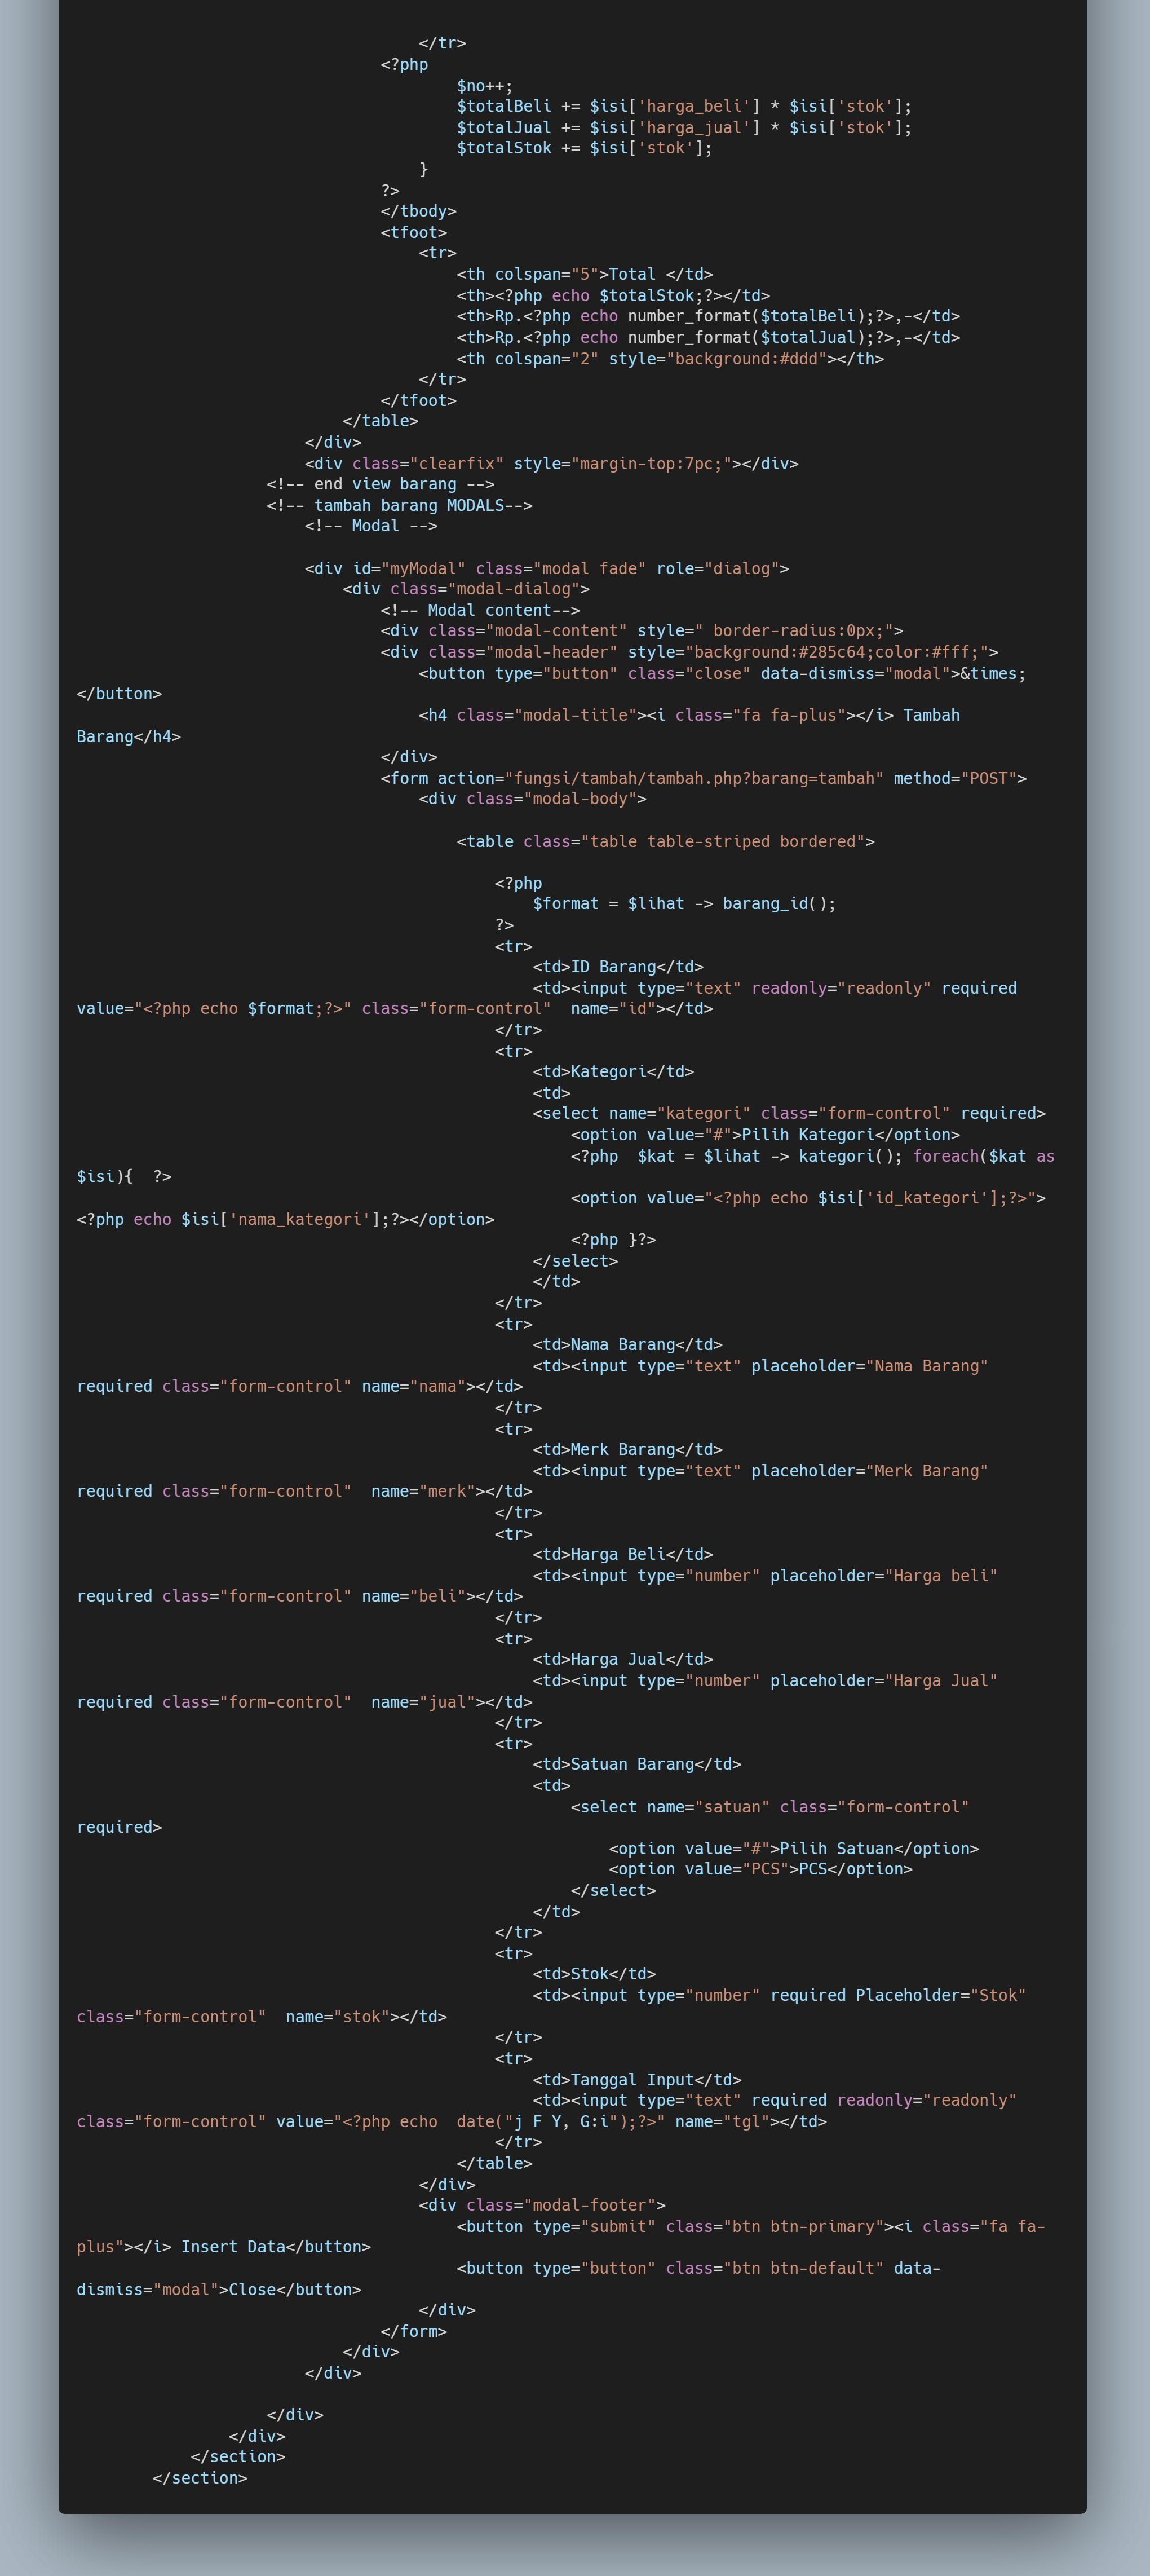 </tr>
<?php
$no++;
$totalBeli += $isi['harga_beli'] * $isi['stok'];
$totalJual += $isi['harga_jual'] * $isi['stok'];
$totalStok += $isi['stok'];
}
?>
</tbody>
<tfoot>
<tr>
<th colspan="5">Total </td>
<th><?php echo $totalStok;?></td>
<th>Rp.<?php echo number_format($totalBeli);?>,-</td>
<th>Rp.<?php echo number_format($totalJual);?>,-</td>
<th colspan="2" style="background:#ddd"></th>
</tr>
</tfoot>
</table>
</div>
<div class="clearfix" style="margin-top:7pc;"></div>
<!-- end view barang -->
<!-- tambah barang MODALS-->
<!-- Modal -->
<div id="myModal" class="modal fade" role="dialog">
<div class="modal-dialog">
<!-- Modal content-->
<div class="modal-content" style=" border-radius:0px;">
<div class="modal-header" style="background:#285c64;color:#fff;">
<button type="button" class="close" data-dismiss="modal">&times;
</button>
<h4 class="modal-title"><i class="fa fa-plus"></i> Tambah
Barang</h4>
</div>
<form action="fungsi/tambah/tambah.php?barang=tambah" method="POST">
<div class="modal-body">
<table class="table table-striped bordered">
<?php
$format = $lihat -> barang_id();
?>
<tr>
<td>ID Barang</td>
<td><input type="text" readonly="readonly" required
value="<?php echo $format;?>" class="form-control"  name="id"></td>
</tr>
<tr>
<td>Kategori</td>
<td>
<select name="kategori" class="form-control" required>
<option value="#">Pilih Kategori</option>
<?php  $kat = $lihat -> kategori(); foreach($kat as
$isi){  ?>
<option value="<?php echo $isi['id_kategori'];?>">
<?php echo $isi['nama_kategori'];?></option>
<?php }?>
</select>
</td>
</tr>
<tr>
<td>Nama Barang</td>
<td><input type="text" placeholder="Nama Barang"
required class="form-control" name="nama"></td>
</tr>
<tr>
<td>Merk Barang</td>
<td><input type="text" placeholder="Merk Barang"
required class="form-control"  name="merk"></td>
</tr>
<tr>
<td>Harga Beli</td>
<td><input type="number" placeholder="Harga beli"
required class="form-control" name="beli"></td>
</tr>
<tr>
<td>Harga Jual</td>
<td><input type="number" placeholder="Harga Jual"
required class="form-control"  name="jual"></td>
</tr>
<tr>
<td>Satuan Barang</td>
<td>
<select name="satuan" class="form-control"
required>
<option value="#">Pilih Satuan</option>
<option value="PCS">PCS</option>
</select>
</td>
</tr>
<tr>
<td>Stok</td>
<td><input type="number" required Placeholder="Stok"
class="form-control"  name="stok"></td>
</tr>
<tr>
<td>Tanggal Input</td>
<td><input type="text" required readonly="readonly"
class="form-control" value="<?php echo  date("j F Y, G:i");?>" name="tgl"></td>
</tr>
</table>
</div>
<div class="modal-footer">
<button type="submit" class="btn btn-primary"><i class="fa fa-
plus"></i> Insert Data</button>
<button type="button" class="btn btn-default" data-
dismiss="modal">Close</button>
</div>
</form>
</div>
</div>
</div>
</div>
</section>
</section>